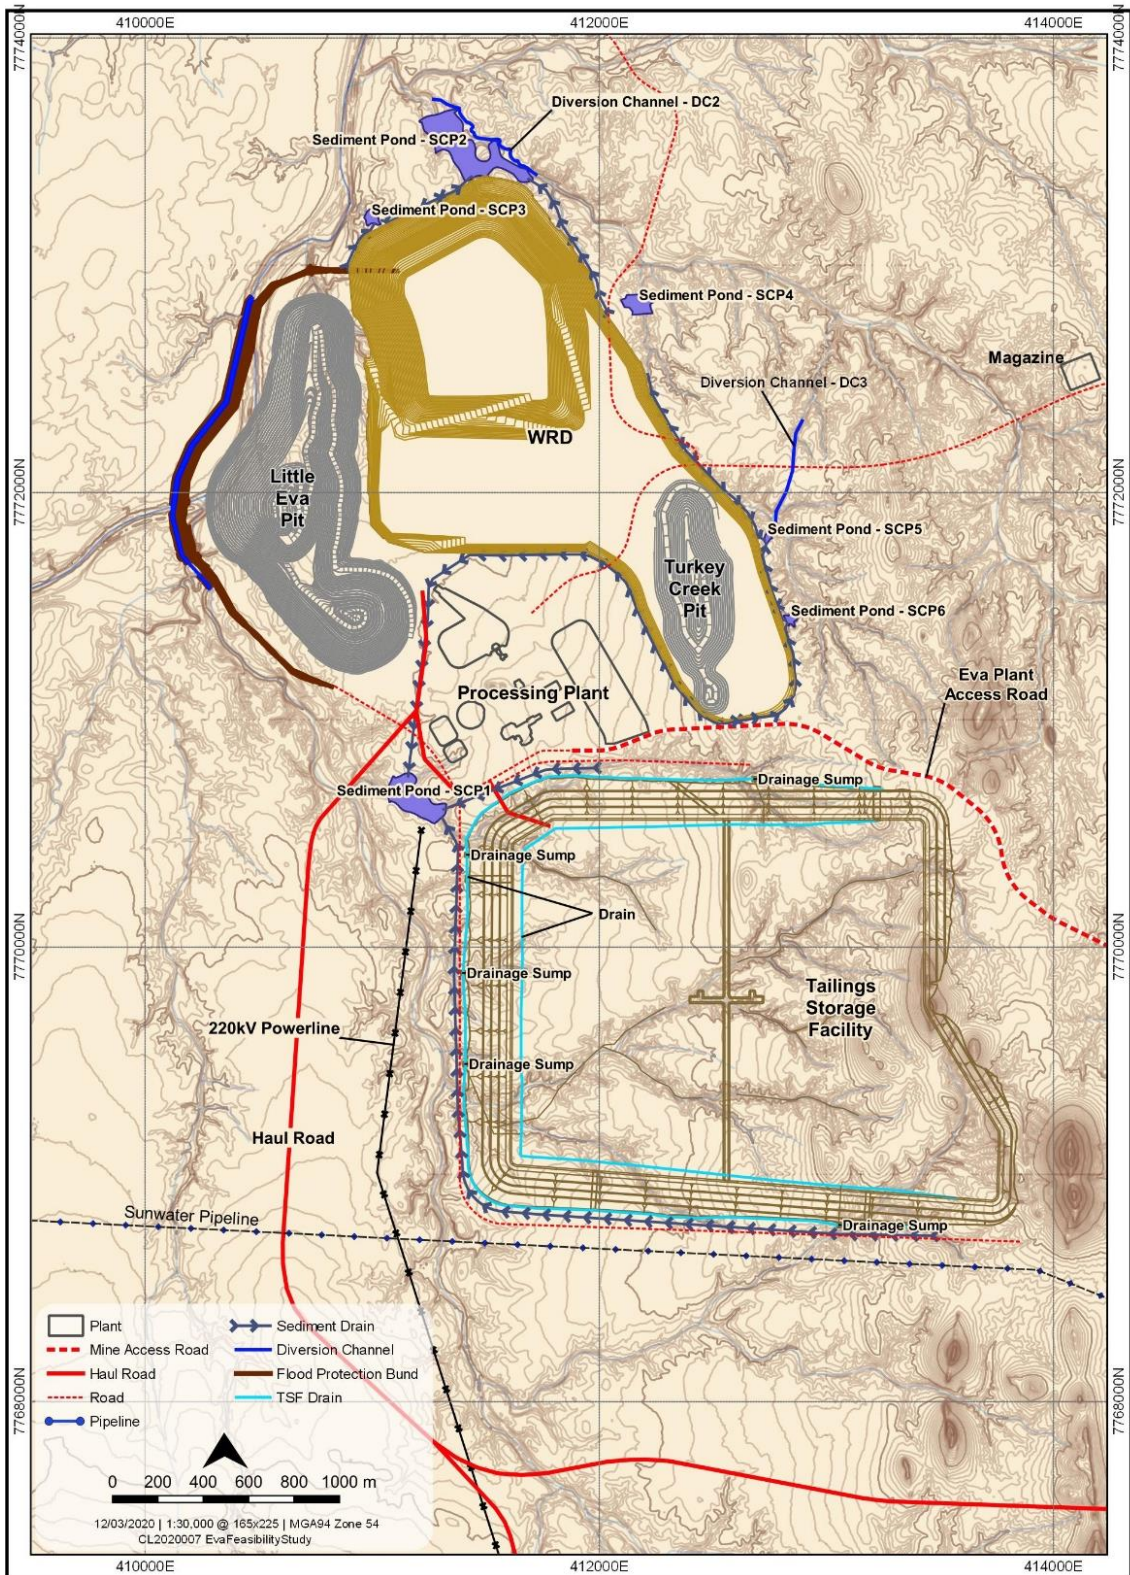 410000E
412000E
414000E
7774000N
7774000N
Diversion Channel - DC2
Sediment Pond - SCP2
Sediment Pond - SCP3
Sediment Pond - SCP4
Magazine
Diversion Channel - DC3
WRD
Little
Eva
Pit
7772000N
7772000N
Sediment Pond - SCP5
Turkey
Creek
Pit
Sediment Pond - SCP6
Eva Plant
Access Road
Processing Plant
Drainage Sump
Sediment Pond - SCP1
Drainage Sump
Drain
7770000N
7770000N
Drainage Sump
Tailings
Storage
Facility
220kV Powerline
Drainage Sump
Haul Road
Sunwater Pipeline
Drainage Sump
Plant
Sediment Drain
Mine Access Road
Diversion Channel
Haul Road
Flood Protection Bund
Road
TSF Drain
Pipeline
7768000N
7768000N
0 200 400 600 800 1000 m
12/03/2020 | 1:30,000 @ 165x225 | MGA94 Zone 54
CL2020007 EvaFeasibilityStudy
410000E
412000E
414000E